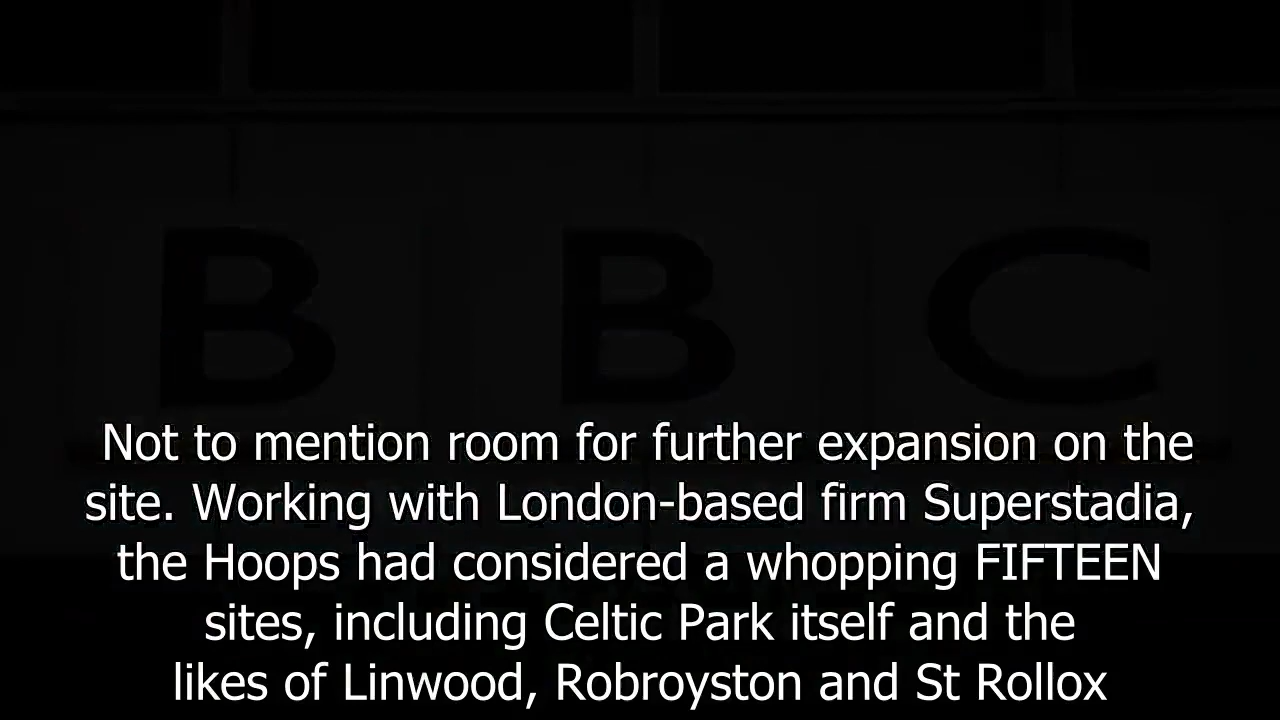 BBC
Not to mention room for further expansion on the
site. Working with London-based firm Superstadia,
the Hoops had considered a whopping FIFTEEN
sites, including Celtic Park itself and the
likes of Linwood, Robroyston and St Rollox